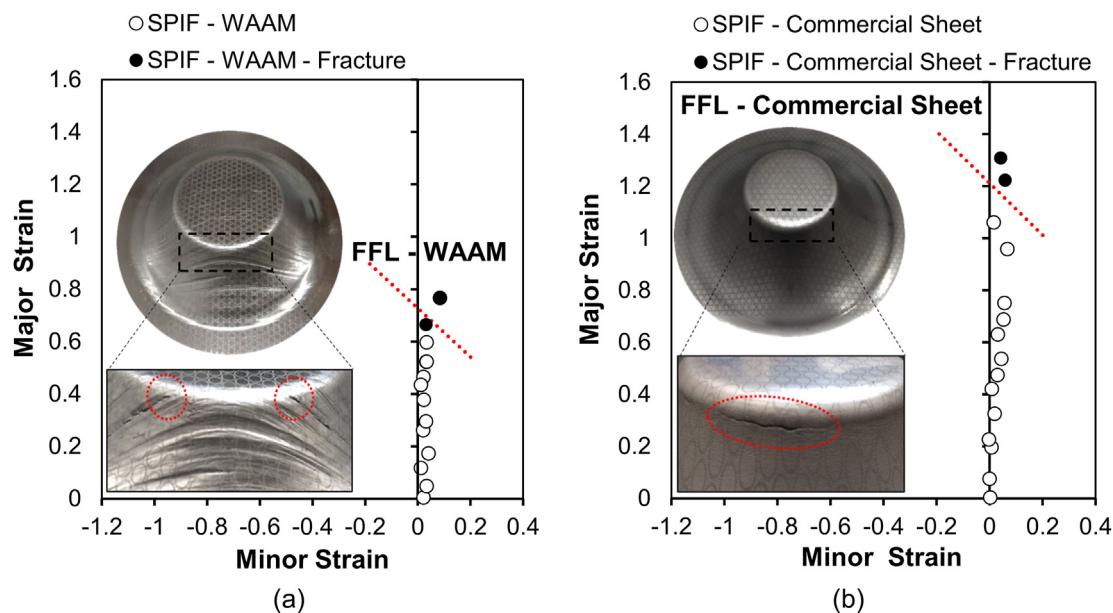 SPIF - WAAM
SPIF - WAAM - Fracture
1.6
1.4
1.2
1
0.8
0.6
0.4
0.2
0
Major Strain
FFL - WAAM
-1.2 -1 -0.8 -0.6 -0.4 -0.2 0 0.2 0.4
Minor Strain
(a)
SPIF - Commercial Sheet
SPIF - Commercial Sheet - Fracture
1.6
1.4
1.2
1
0.8
0.6
0.4
0.2
0
Major Strain
FFL - Commercial Sheet
-1.2 -1 -0.8 -0.6 -0.4 -0.2 0 0.2 0.4
Minor Strain
(b)